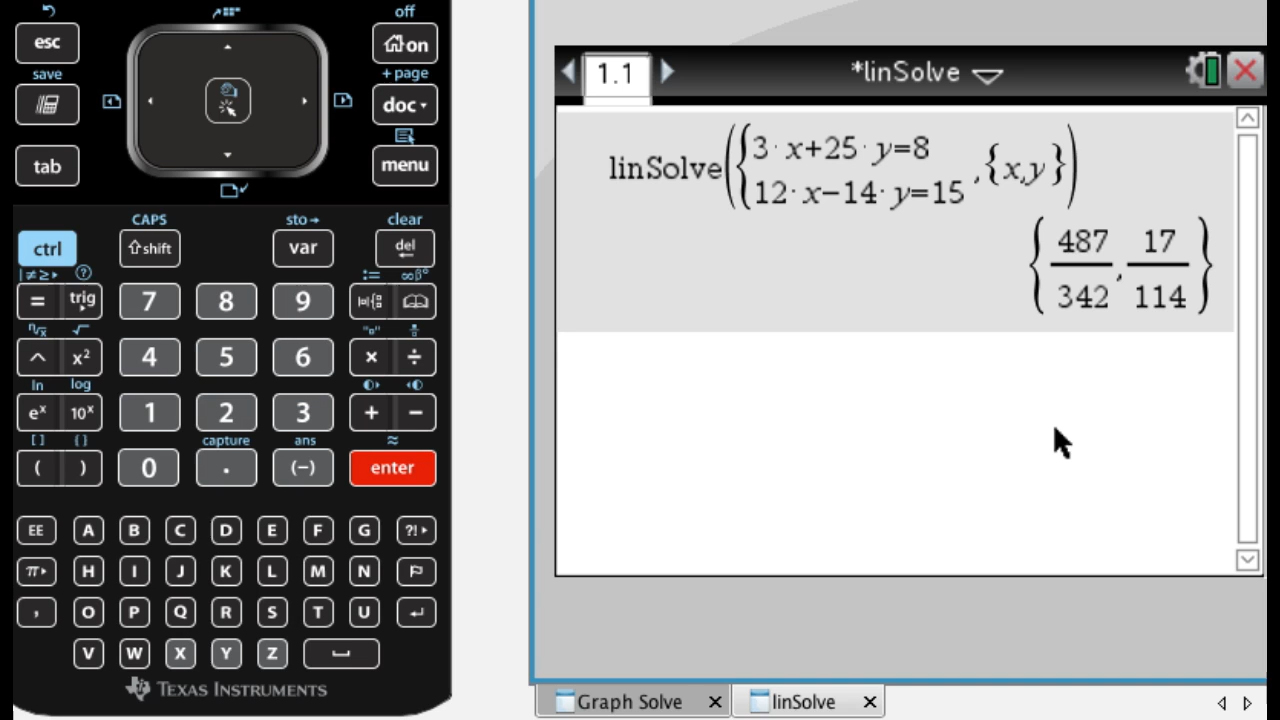 off
esc
on
save
+ page
doc
tab
menu
CAPS
sto→
clear
ctrl
⇧shift
var
del
|≠≥▸ ?
:= ∞β°
= trig 7 8 9
ⁿ√x √
"▫"
^ x² 4 5 6 × ÷
ln log
eˣ 10ˣ 1 2 3 + −
[ ] { }
capture
ans
≈
( ) 0 . (−) enter
EE A B C D E F G ?!▸
π▸ H I J K L M N
, O P Q R S T U ↵
V W X Y Z ␣
TEXAS INSTRUMENTS
1.1
*linSolve
linSolve({3·x+25·y=8
12·x−14·y=15 ,{x,y})
{487/342, 17/114}
Graph Solve ×
linSolve ×